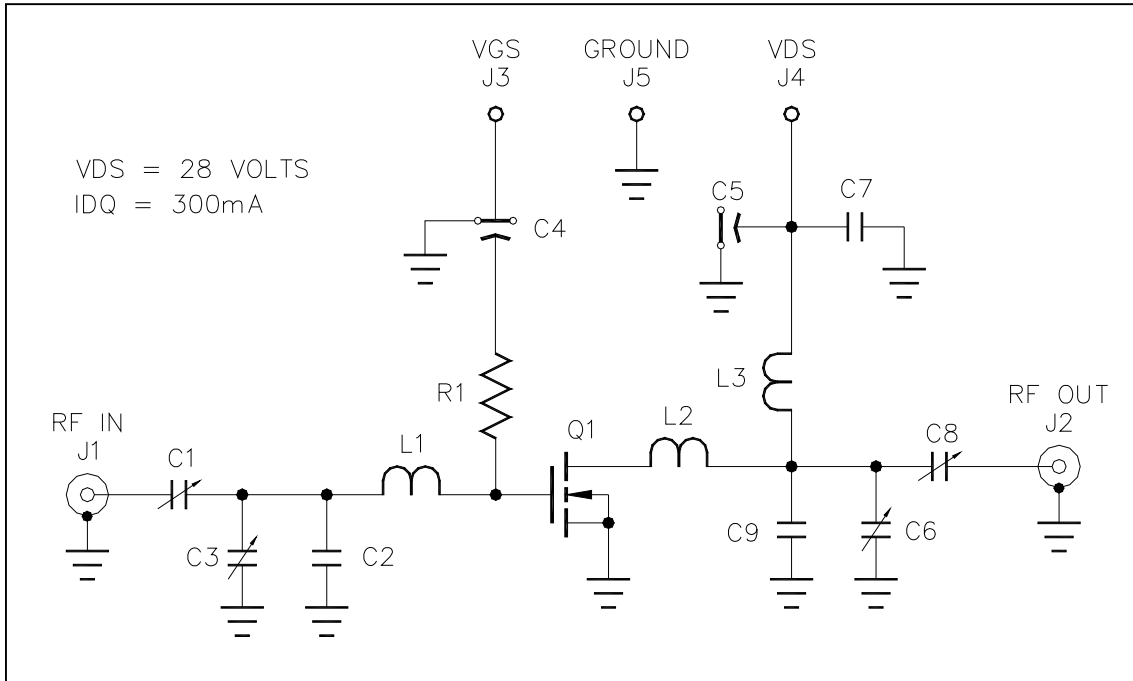 VGS
J3
GROUND
J5
VDS
J4
VDS = 28 VOLTS
IDQ = 300mA
C4
C5
C7
R1
L3
RF IN
J1
C1
L1
Q1
L2
C8
RF OUT
J2
C3
C2
C9
C6